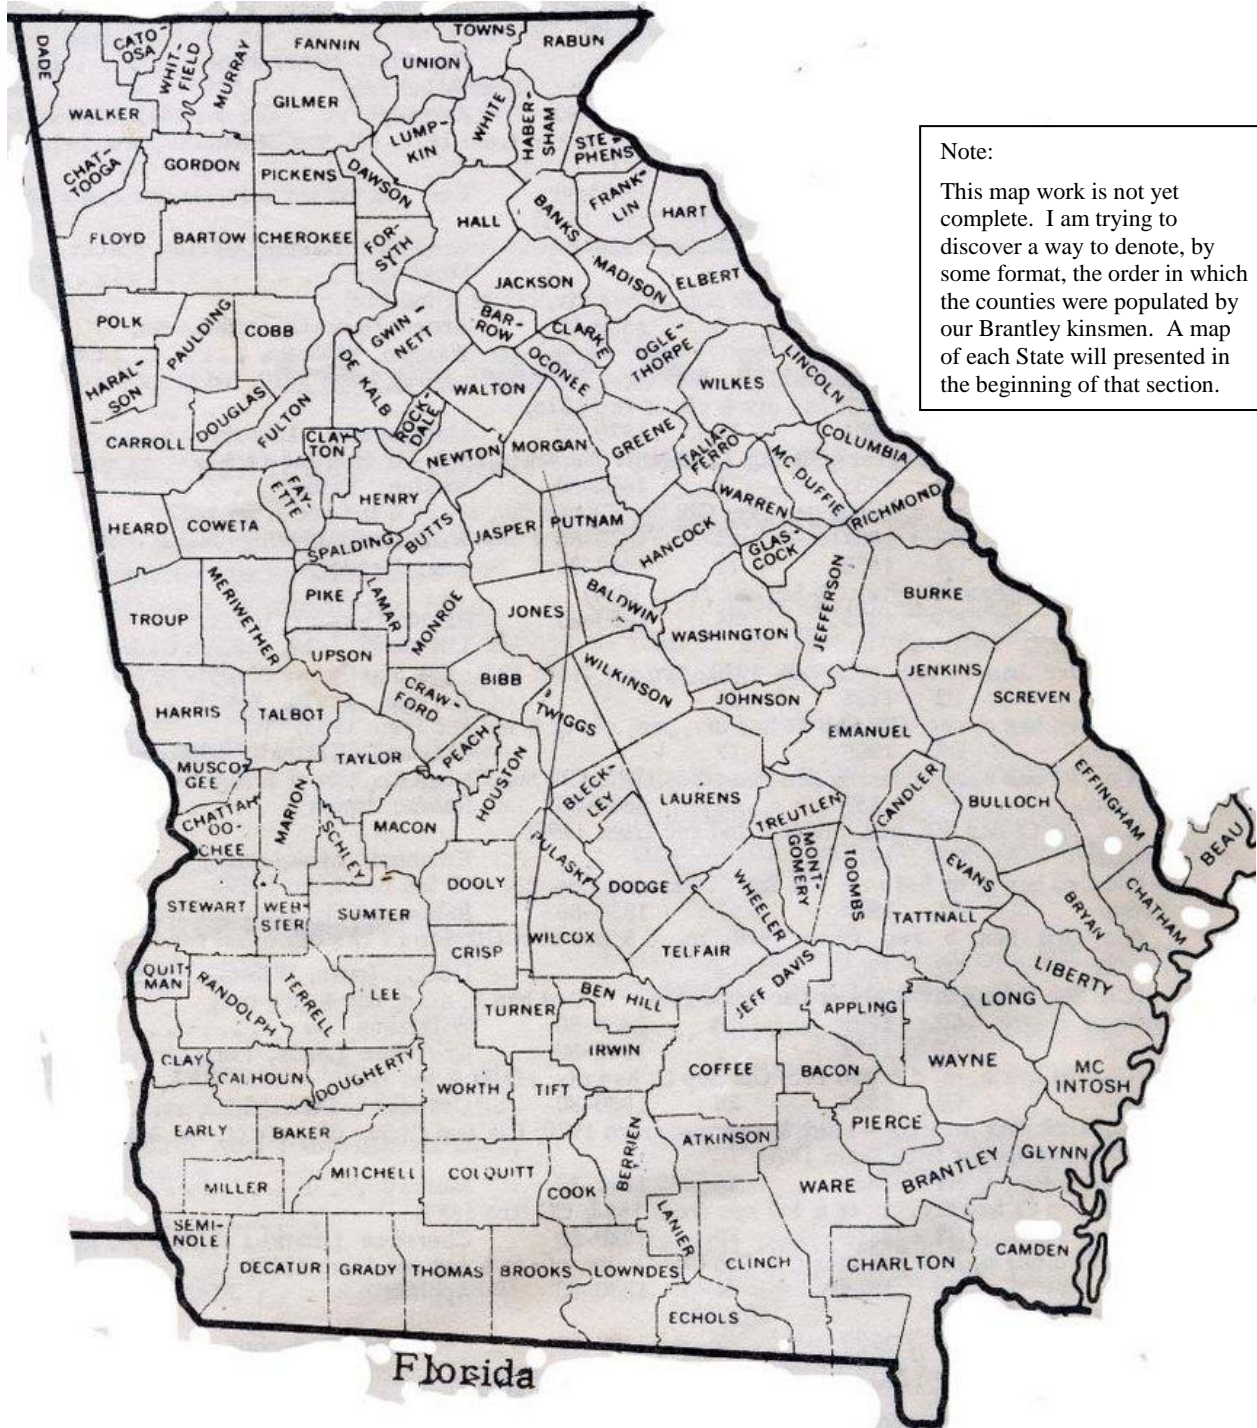 TOWNS
RABUN
FANNIN
UNION
DADE
CATO-
OSA
WHIT-
FIELD
MURRAY
GILMER
WALKER
LUMP-
KIN
WHITE
HABER-
SHAM
STE-
PHENS
CHAT-
TOOGA
GORDON
PICKENS
DAWSON
HALL
BANKS
FRANK-
LIN
HART
FLOYD
BARTOW
CHEROKEE
FOR-
SYTH
JACKSON
MADISON
ELBERT
POLK
PAULDING
COBB
GWIN-
NETT
BAR-
ROW
CLARKE
OCONEE
OGLE-
THORPE
WILKES
LINCOLN
HARAL-
SON
DOUGLAS
FULTON
DE KALB
ROCK-
DALE
WALTON
CARROLL
CLAY
TON
NEWTON
MORGAN
GREENE
TALIA-
FERRO
MC DUFFIE
COLUMBIA
HEARD
COWETA
FAY-
ETTE
HENRY
SPALDING
BUTTS
JASPER
PUTNAM
HANCOCK
WARREN
GLAS-
COCK
RICHMOND
TROUP
MERIWETHER
PIKE
LAMAR
MONROE
JONES
BALDWIN
WASHINGTON
JEFFERSON
BURKE
UPSON
CRAW-
FORD
BIBB
WILKINSON
TWIGGS
JOHNSON
JENKINS
SCREVEN
HARRIS
TALBOT
TAYLOR
PEACH
HOUSTON
EMANUEL
MUSCO-
GEE
CHATTAH
OO-
CHEE
MARION
SCHLEY
MACON
BLECK-
LEY
LAURENS
TREUTLEN
CANDLER
BULLOCH
EFFINGHAM
BEAU
STEWART
WEB-
STER
SUMTER
DOOLY
PULASKI
DODGE
WHEELER
MONT-
GOMERY
TOOMBS
TATTNALL
EVANS
BRYAN
CHATHAM
CRISP
WILCOX
TELFAIR
JEFF DAVIS
QUIT-
MAN
RANDOLPH
TERRELL
LEE
TURNER
BEN HILL
APPLING
LONG
LIBERTY
CLAY
CALHOUN
DOUGHERTY
WORTH
TIFT
IRWIN
COFFEE
BACON
WAYNE
MC
INTOSH
EARLY
BAKER
MITCHELL
COLQUITT
COOK
BERRIEN
ATKINSON
PIERCE
WARE
BRANTLEY
GLYNN
MILLER
SEMI-
NOLE
DECATUR
GRADY
THOMAS
BROOKS
LOWNDES
LANIER
CLINCH
ECHOLS
CHARLTON
CAMDEN
Florida
Note:
This map work is not yet
complete.  I am trying to
discover a way to denote, by
some format, the order in which
the counties were populated by
our Brantley kinsmen.  A map
of each State will presented in
the beginning of that section.